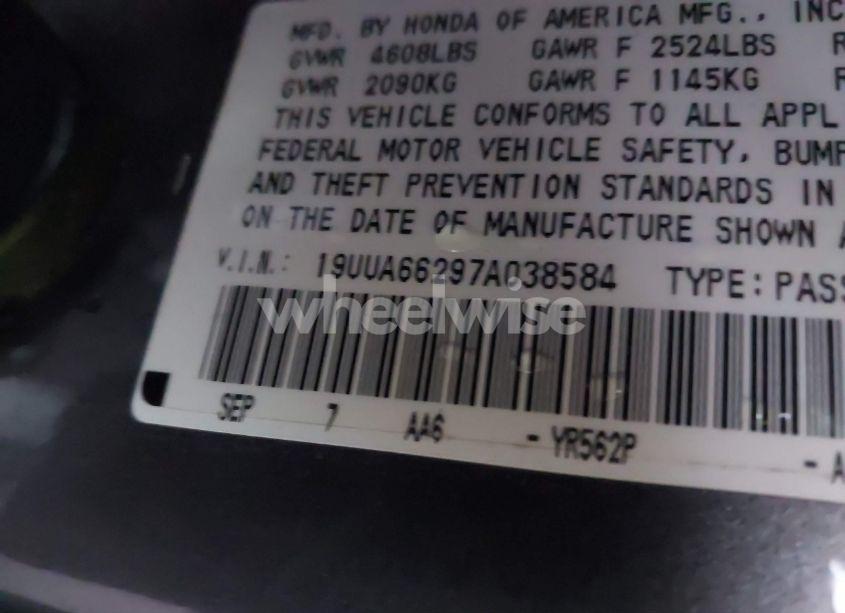 MFD. BY HONDA OF AMERICA MFG., INC
GVWR 4608LBS GAWR F 2524LBS
GVWR 2090KG GAWR F 1145KG
THIS VEHICLE CONFORMS TO ALL APPL
FEDERAL MOTOR VEHICLE SAFETY, BUMP
AND THEFT PREVENTION STANDARDS IN
ON THE DATE OF MANUFACTURE SHOWN A
V.I.N.: 19UUA66297A038584 TYPE: PASS
wheelwise
SEP 7 AA6 - YR562P - A